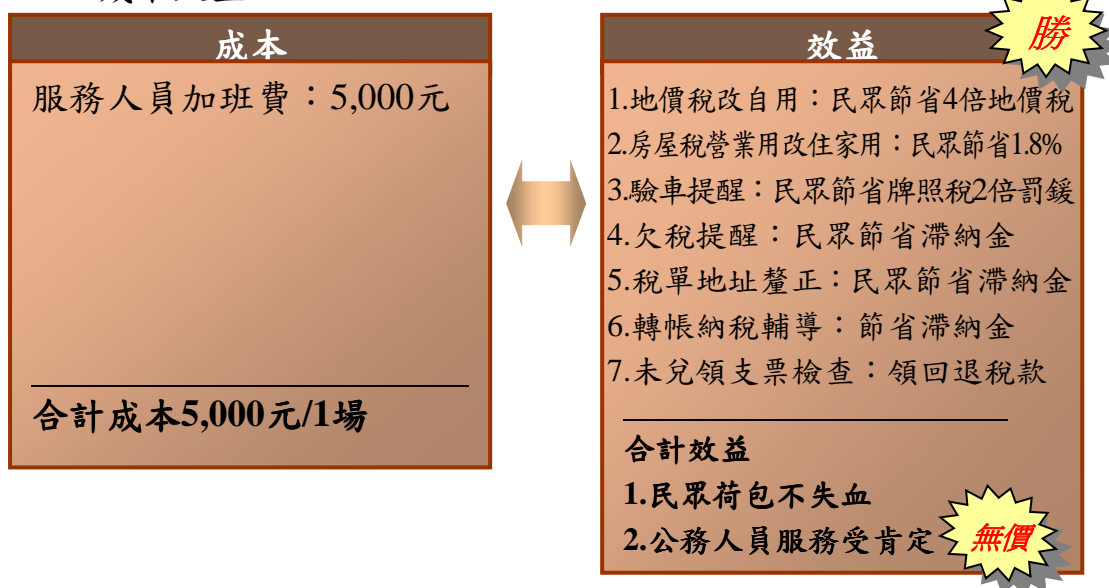 成本
服務人員加班費：5,000元
合計成本5,000元/1場
效益
勝
1.地價稅改自用：民眾節省4倍地價稅
2.房屋稅營業用改住家用：民眾節省1.8%
3.驗車提醒：民眾節省牌照稅2倍罰鍰
4.欠稅提醒：民眾節省滯納金
5.稅單地址釐正：民眾節省滯納金
6.轉帳納稅輔導：節省滯納金
7.未兌領支票檢查：領回退稅款
合計效益
1.民眾荷包不失血
2.公務人員服務受肯定
無價